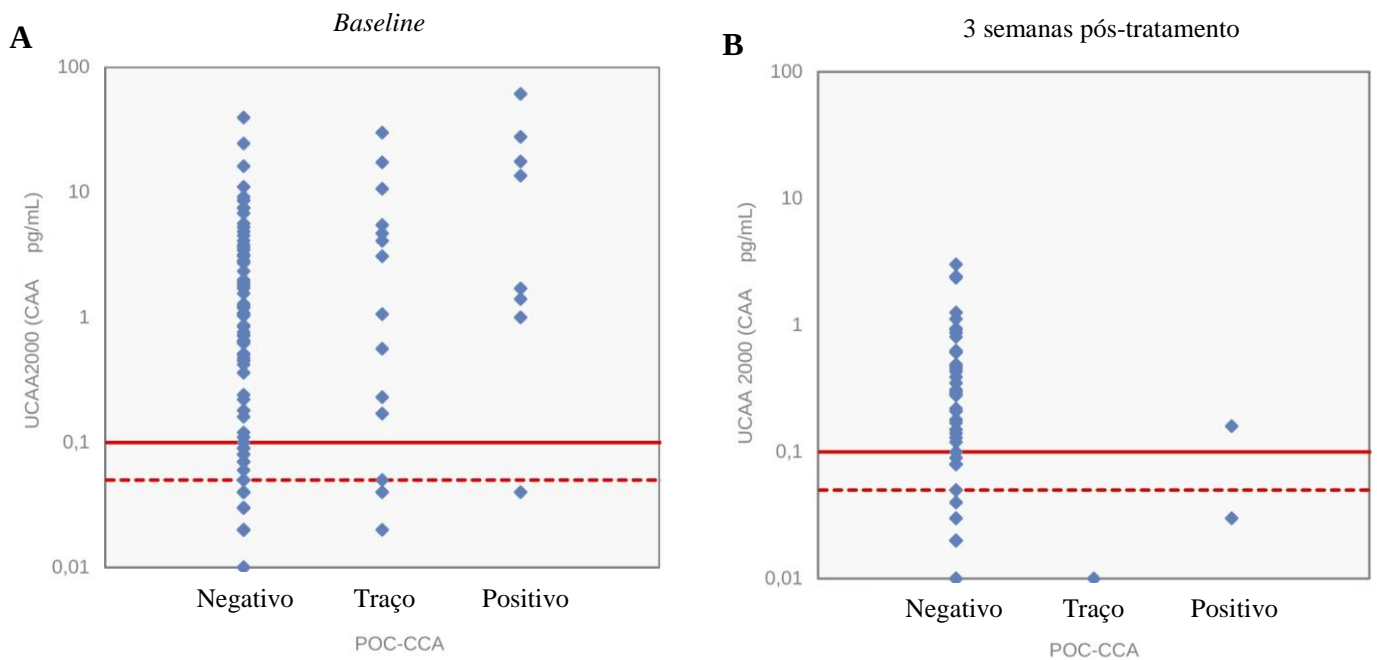 A
Baseline
100
10
1
0,1
0,01
UCAA2000 (CAA pg/mL)
Negativo Traço Positivo
POC-CCA
B
3 semanas pós-tratamento
100
10
1
0,1
0,01
UCAA 2000 (CAA pg/mL)
Negativo Traço Positivo
POC-CCA